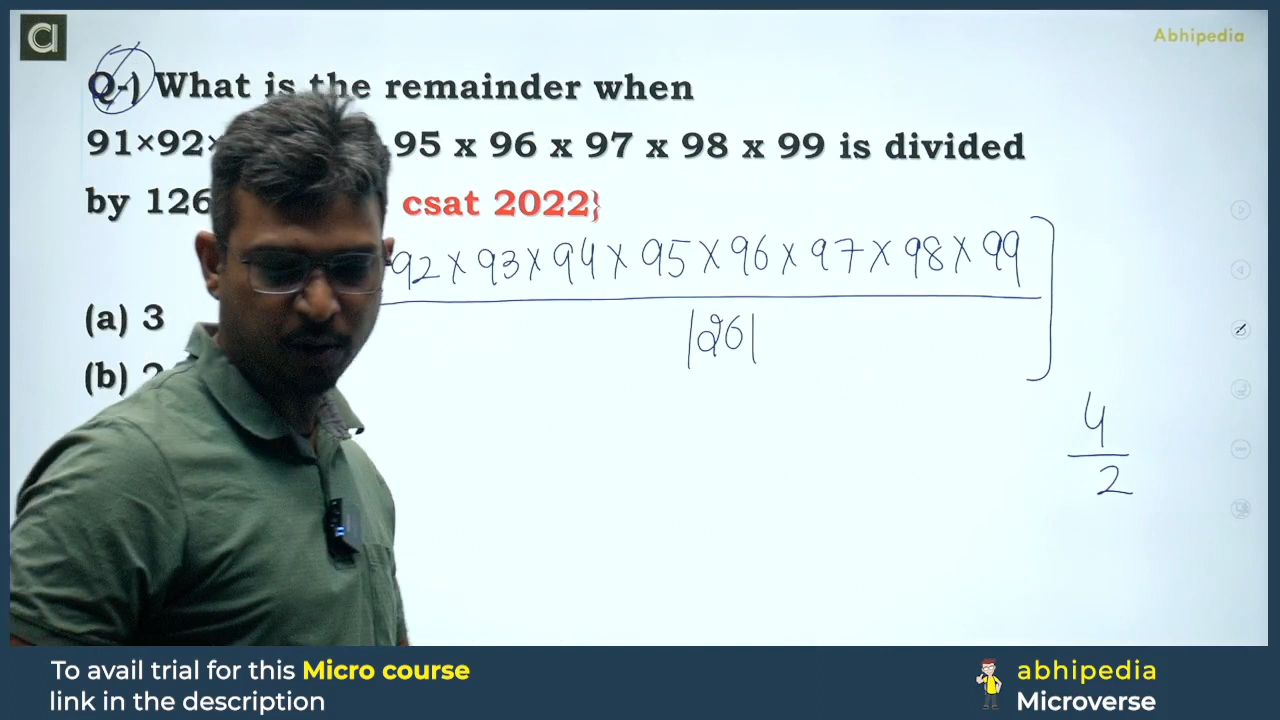 Abhipedia
Q-) What is the remainder when
91×92× 95 x 96 x 97 x 98 x 99 is divided
by 126 csat 2022}
92 × 93 × 94 × 95 × 96 × 97 × 98 × 99
1261
(a) 3
(b)
4
2
To avail trial for this Micro course
link in the description
abhipedia
Microverse